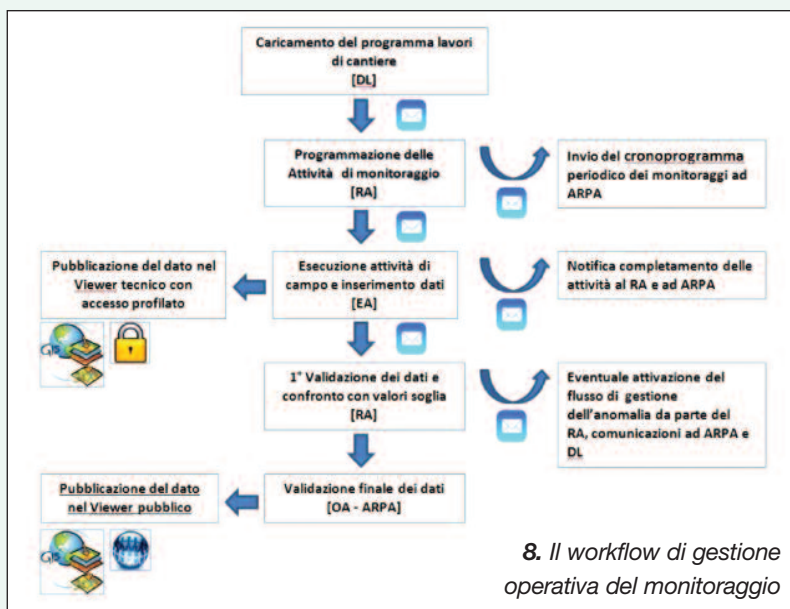 Caricamento del programma lavori
di cantiere
[DL]
Programmazione delle
Attività di monitoraggio
[RA]
Invio del cronoprogramma
periodico dei monitoraggi ad
ARPA
Pubblicazione del dato nel
Viewer tecnico con
accesso profilato
Esecuzione attività di
campo e inserimento dati
[EA]
Notifica completamento delle
attività al RA e ad ARPA
GIS
1° Validazione dei dati e
confronto con valori soglia
[RA]
Eventuale attivazione del
flusso di gestione
dell'anomalia da parte del
RA, comunicazioni ad ARPA e
DL
Pubblicazione del dato
nel Viewer pubblico
Validazione finale dei dati
[OA - ARPA]
GIS
8. Il workflow di gestione
operativa del monitoraggio